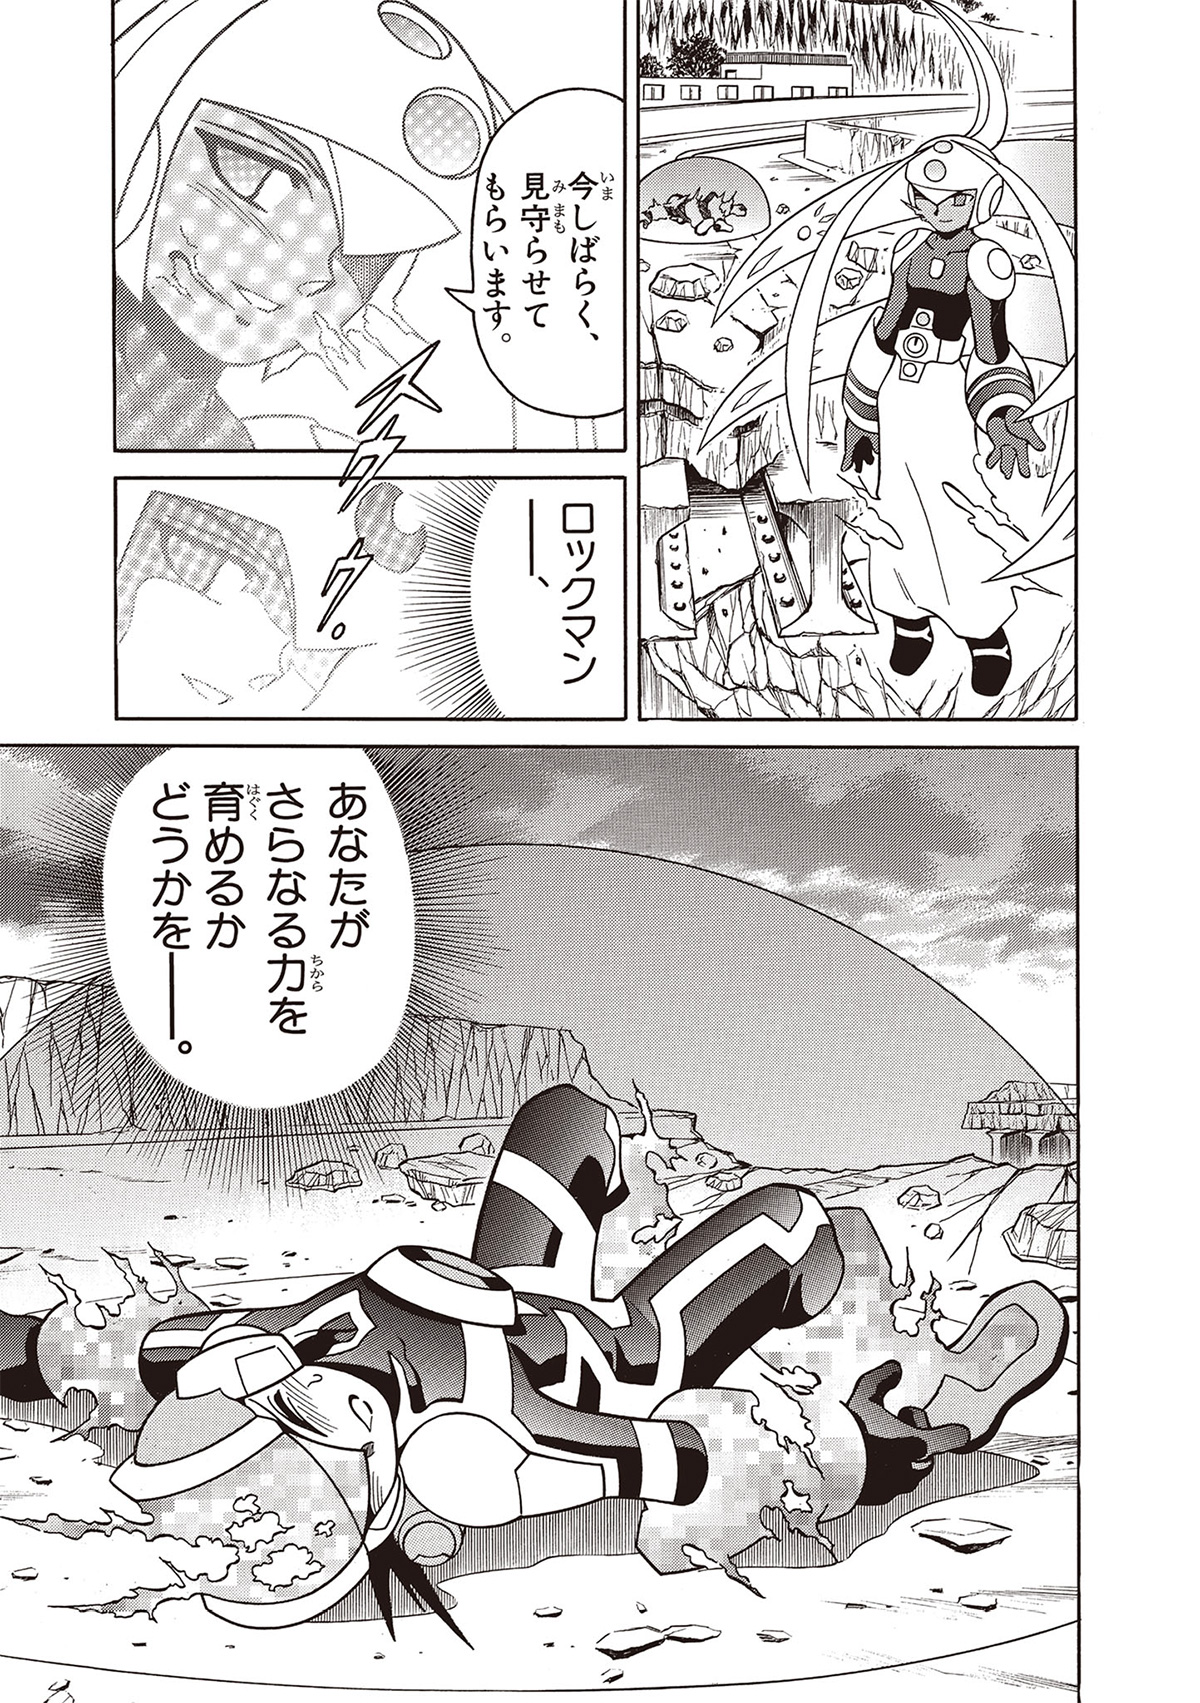 今しばらく、
見守らせて
もらいます。
スゥゥゥ。
ロックマン
――、
あなたが
さらなる力を
育めるか
どうかを――。